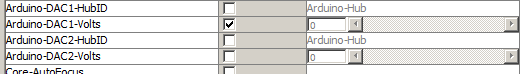 Arduino-DAC1-HubID Arduino-Hub
Arduino-DAC1-Volts 0
Arduino-DAC2-HubID Arduino-Hub
Arduino-DAC2-Volts 0
Core-AutoFocus